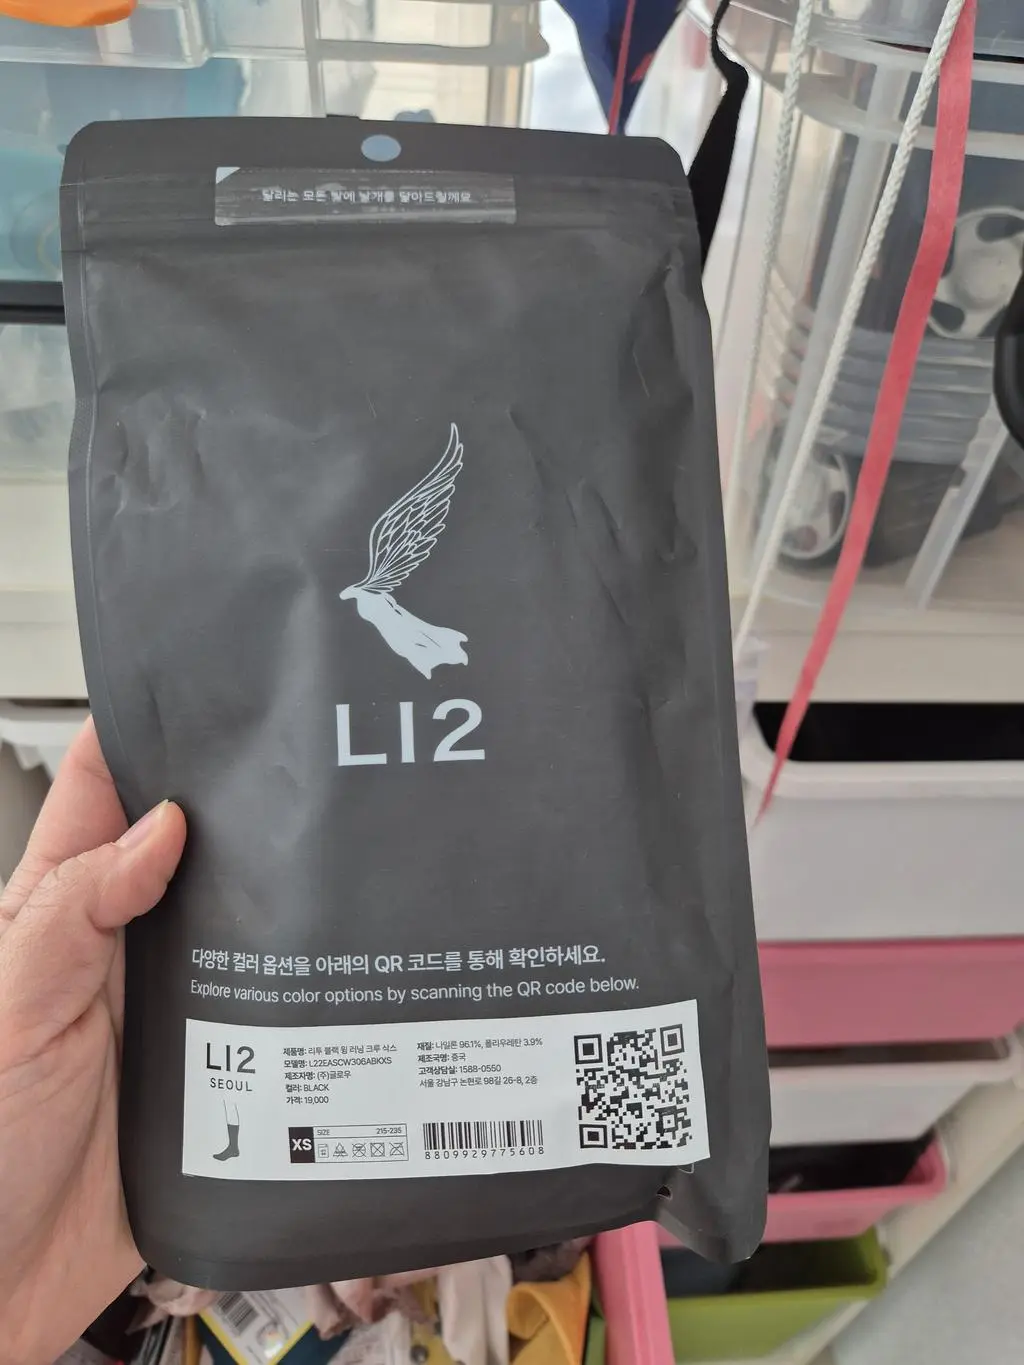 달리는 모든 발에 날개를 달아드릴께요
LI2
다양한 컬러 옵션을 아래의 QR 코드를 통해 확인하세요.
Explore various color options by scanning the QR code below.
LI2
SEOUL
제품명: 리투 블랙 윙 러닝 크루 삭스
모델명: L22EASCW306ABKXS
제조자명: (주)글로우
컬러: BLACK
가격: 19,000
재질: 나일론 96.1%, 폴리우레탄 3.9%
제조국명: 중국
고객상담실: 1588-0550
서울 강남구 논현로 98길 26-8, 2층
XS
SIZE 215-235
8809929775608